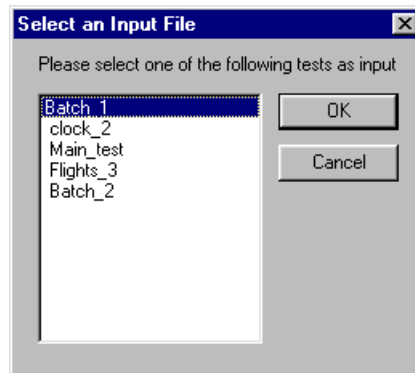 Select an Input File
Please select one of the following tests as input
Batch_1
clock_2
Main_test
Flights_3
Batch_2
OK
Cancel